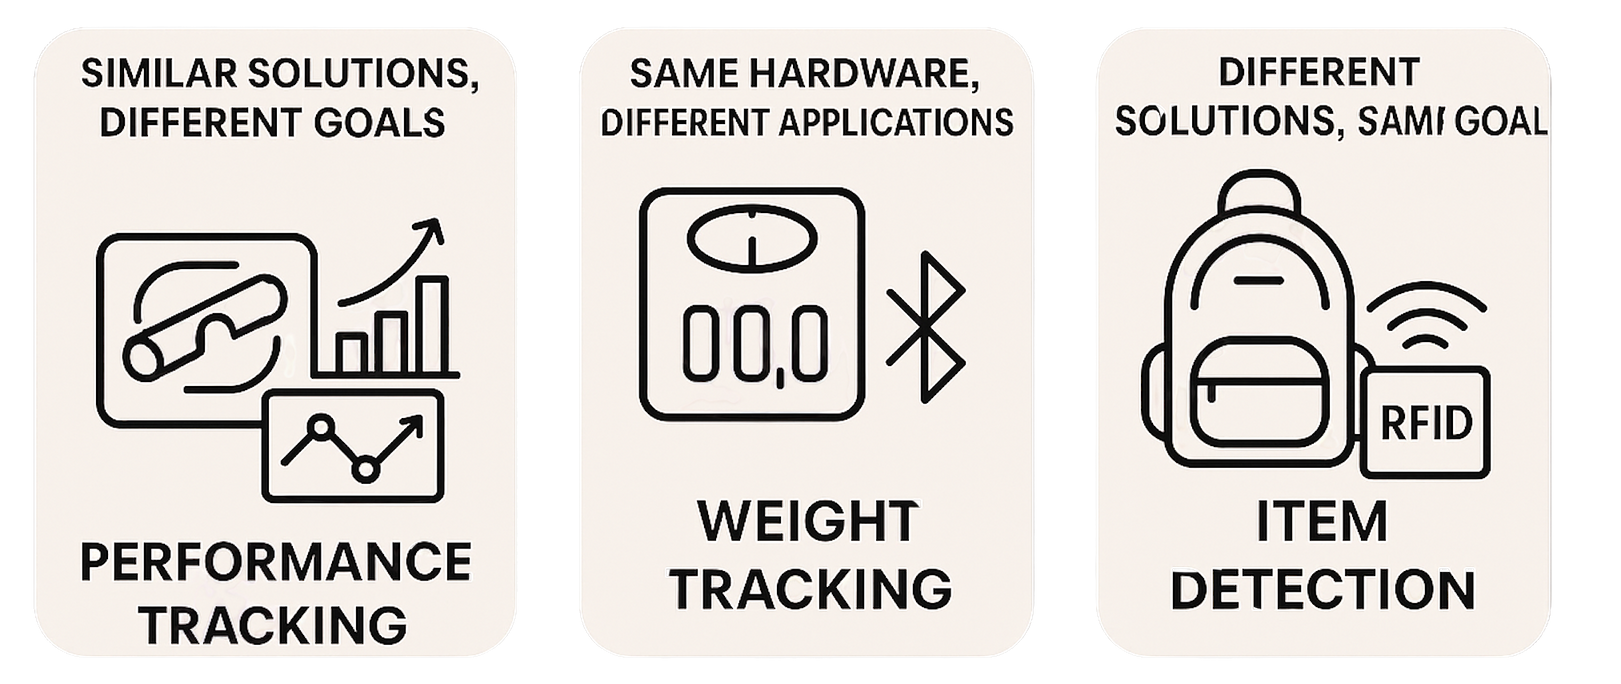 SIMILAR SOLUTIONS,
DIFFERENT GOALS
PERFORMANCE
TRACKING
SAME HARDWARE,
DIFFERENT APPLICATIONS
00,0
WEIGHT
TRACKING
DIFFERENT
SOLUTIONS, GOAL
RFID
ITEM
DETECTION